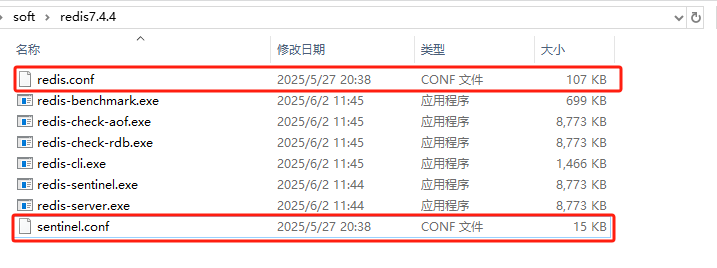 soft > redis7.4.4
名称 修改日期 类型 大小
redis.conf 2025/5/27 20:38 CONF 文件 107 KB
redis-benchmark.exe 2025/6/2 11:45 应用程序 699 KB
redis-check-aof.exe 2025/6/2 11:45 应用程序 8,773 KB
redis-check-rdb.exe 2025/6/2 11:45 应用程序 8,773 KB
redis-cli.exe 2025/6/2 11:45 应用程序 1,466 KB
redis-sentinel.exe 2025/6/2 11:44 应用程序 8,773 KB
redis-server.exe 2025/6/2 11:44 应用程序 8,773 KB
sentinel.conf 2025/5/27 20:38 CONF 文件 15 KB